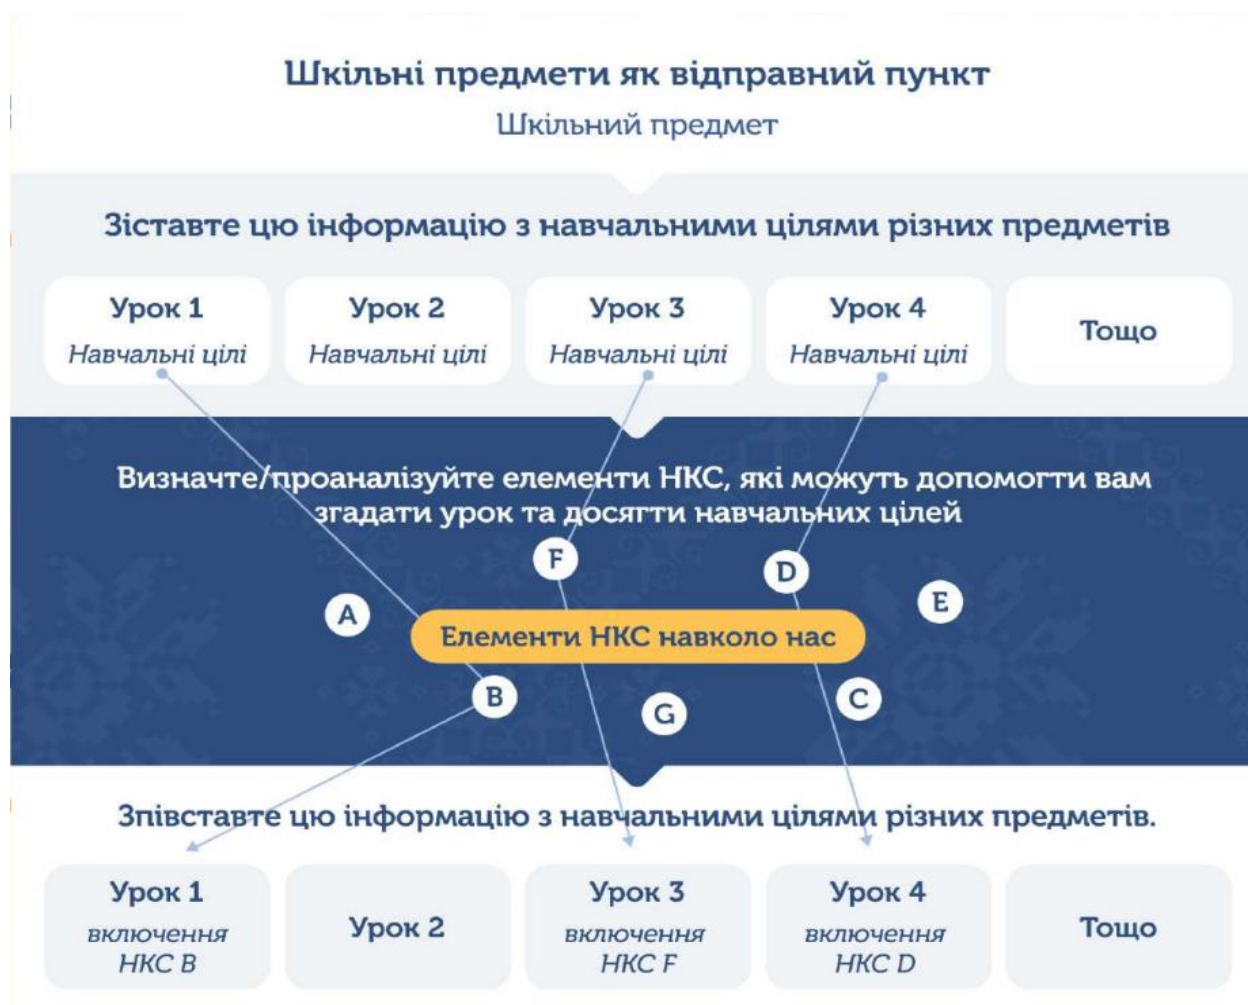 Шкільні предмети як відправний пункт
Шкільний предмет
Зіставте цю інформацію з навчальними цілями різних предметів
Урок 1
Навчальні цілі
Урок 2
Навчальні цілі
Урок 3
Навчальні цілі
Урок 4
Навчальні цілі
Тощо
Визначте/проаналізуйте елементи НКС, які можуть допомогти вам
згадати урок та досягти навчальних цілей
F
D
E
A
Елементи НКС навколо нас
B
G
C
Зпівставте цю інформацію з навчальними цілями різних предметів.
Урок 1
включення
НКС B
Урок 2
Урок 3
включення
НКС F
Урок 4
включення
НКС D
Тощо